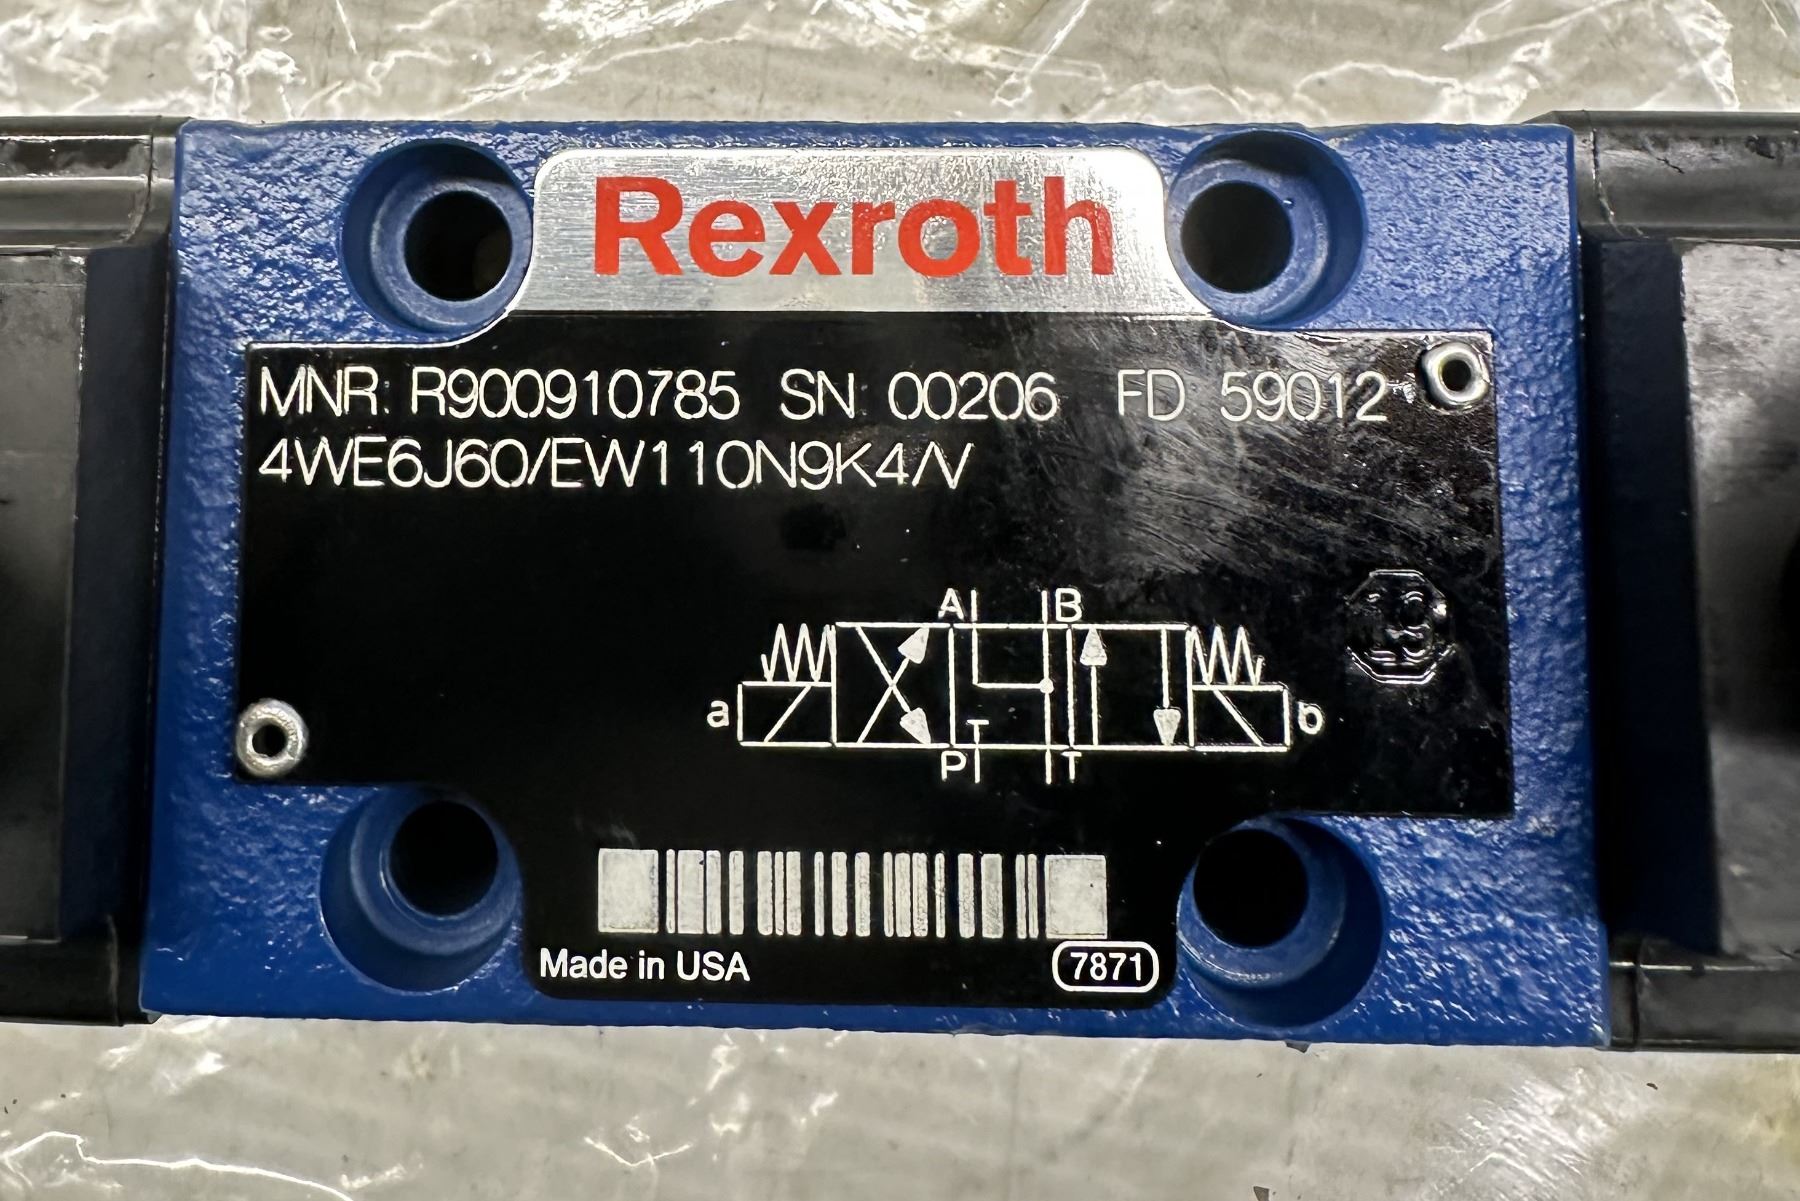 Rexroth
MNR: R900910785 SN: 00206 FD: 59012
4WE6J60/EW110N9K4/V
A B
a b
P T
Made in USA 7871